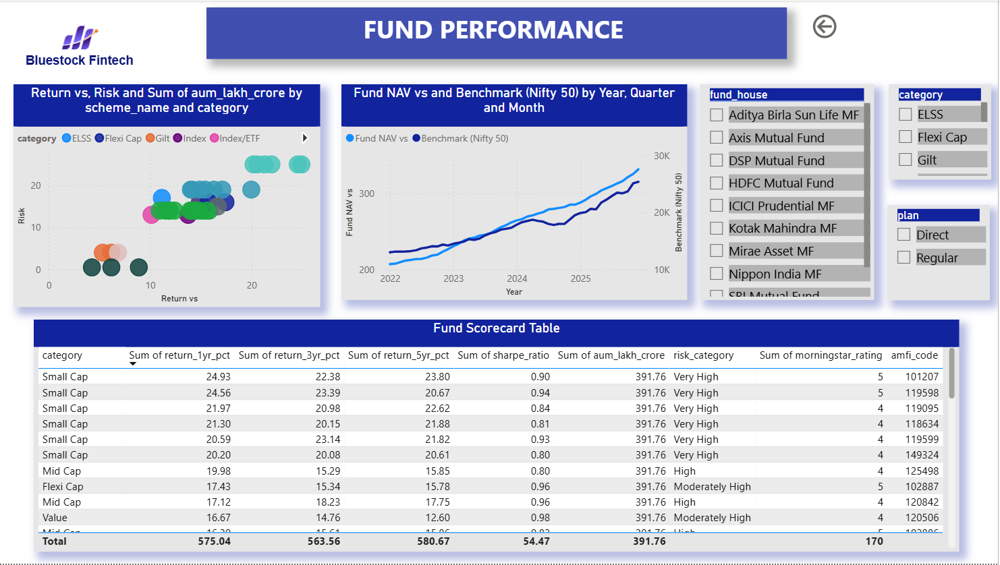 FUND PERFORMANCE
Bluestock Fintech
Return vs, Risk and Sum of aum_lakh_crore by
scheme_name and category
category ELSS Flexi Cap Gilt Index Index/ETF
20
10
0
Risk
0 10 20
Return vs
Fund NAV vs and Benchmark (Nifty 50) by Year, Quarter
and Month
Fund NAV vs Benchmark (Nifty 50)
300
200
Fund NAV vs
30K
20K
10K
Benchmark (Nifty 50)
2022 2023 2024 2025
Year
fund_house
Aditya Birla Sun Life MF
Axis Mutual Fund
DSP Mutual Fund
HDFC Mutual Fund
ICICI Prudential MF
Kotak Mahindra MF
Mirae Asset MF
Nippon India MF
SBI Mutual Fund
category
ELSS
Flexi Cap
Gilt
plan
Direct
Regular
Fund Scorecard Table
category Sum of return_1yr_pct Sum of return_3yr_pct Sum of return_5yr_pct Sum of sharpe_ratio Sum of aum_lakh_crore risk_category Sum of morningstar_rating amfi_code
Small Cap 24.93 22.38 23.80 0.90 391.76 Very High 5 101207
Small Cap 24.56 23.39 20.67 0.94 391.76 Very High 5 119598
Small Cap 21.97 20.98 22.62 0.84 391.76 Very High 4 119095
Small Cap 21.30 20.15 21.88 0.81 391.76 Very High 4 118634
Small Cap 20.59 23.14 21.82 0.93 391.76 Very High 4 119599
Small Cap 20.20 20.08 20.61 0.80 391.76 Very High 4 149324
Mid Cap 19.98 15.29 15.85 0.80 391.76 High 4 125498
Flexi Cap 17.43 15.34 15.78 0.96 391.76 Moderately High 5 102887
Mid Cap 17.12 18.23 17.75 0.96 391.76 High 4 120842
Value 16.67 14.76 12.60 0.98 391.76 Moderately High 4 120506
Total 575.04 563.56 580.67 54.47 391.76 170